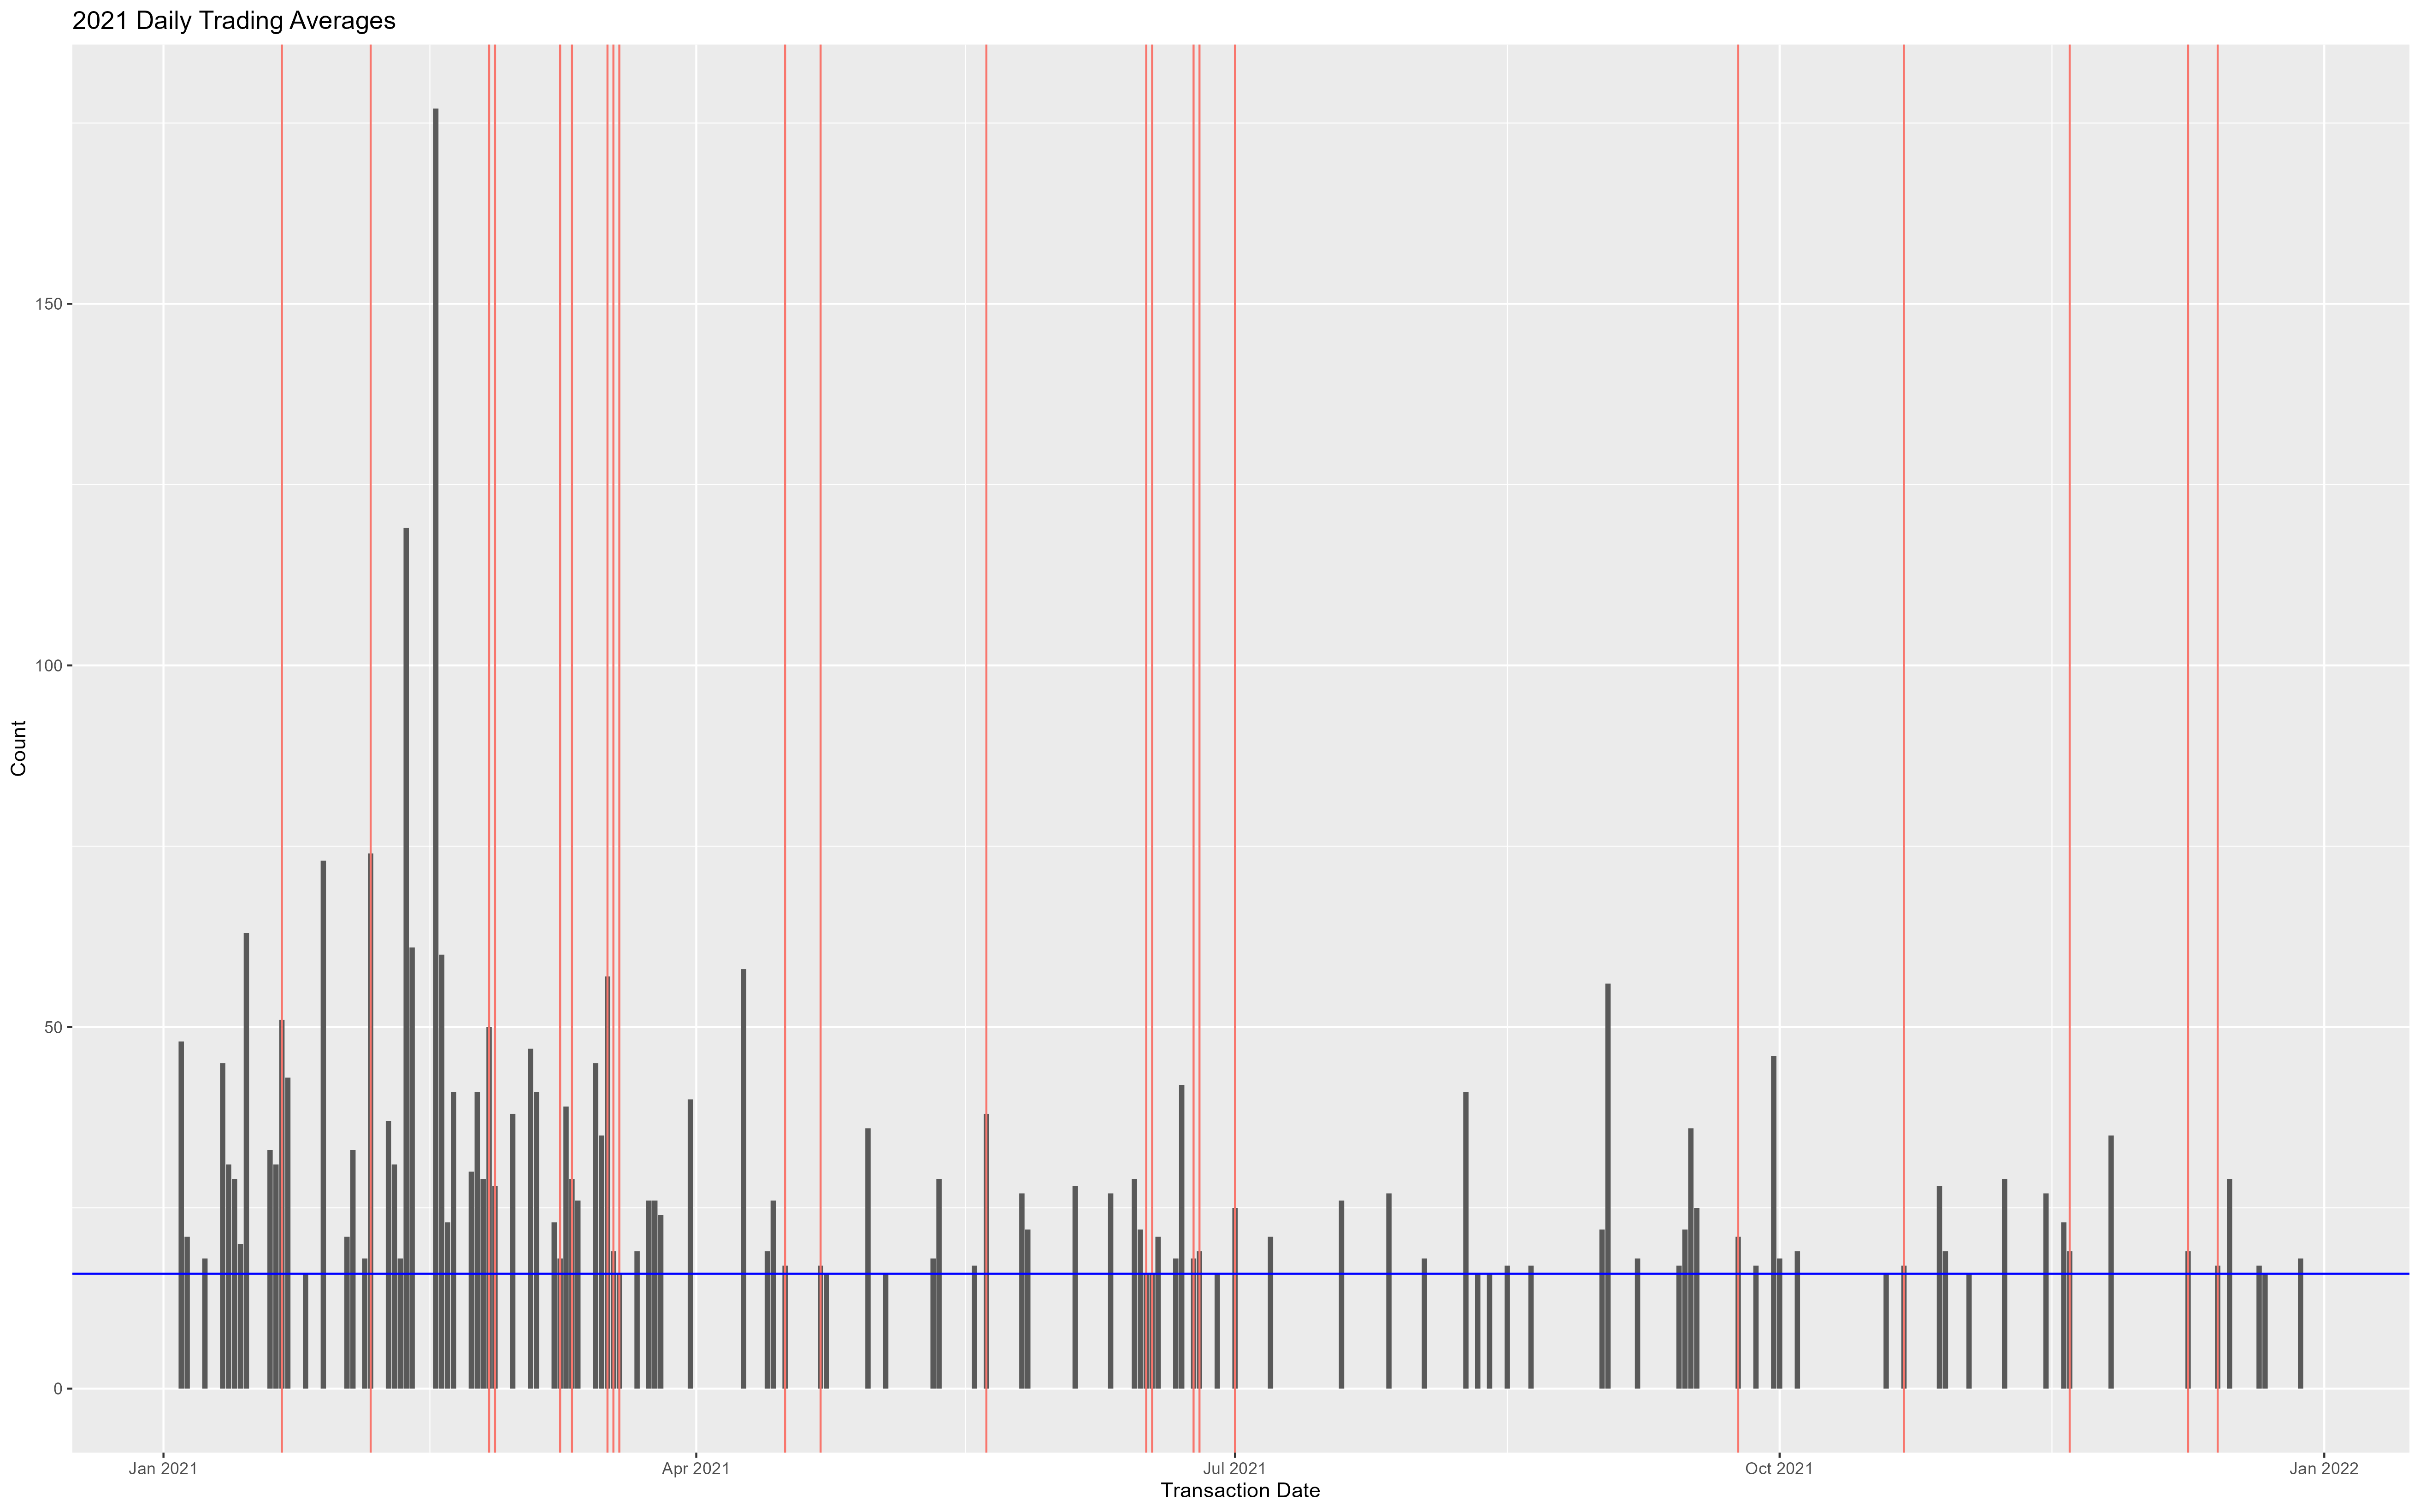 2021 Daily Trading Averages
150
100
50
0
Count
Jan 2021
Apr 2021
Jul 2021
Oct 2021
Jan 2022
Transaction Date